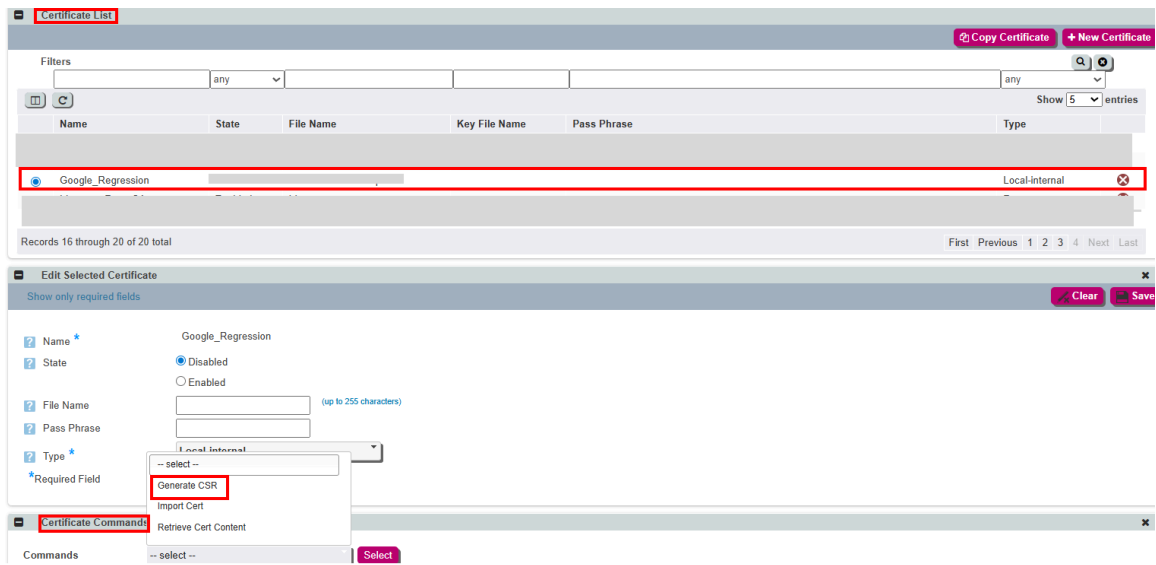 Certificate List
Copy Certificate + New Certificate
Filters
any any
Show 5 entries
Name State File Name Key File Name Pass Phrase Type
Google_Regression Local-internal
Records 16 through 20 of 20 total First Previous 1 2 3 4 Next Last
Edit Selected Certificate
Show only required fields Clear Save
Name * Google_Regression
State Disabled
Enabled
File Name (up to 255 characters)
Pass Phrase
Type * Local-internal
-- select --
*Required Field
Generate CSR
Import Cert
Certificate Commands
Retrieve Cert Content
Commands -- select -- Select